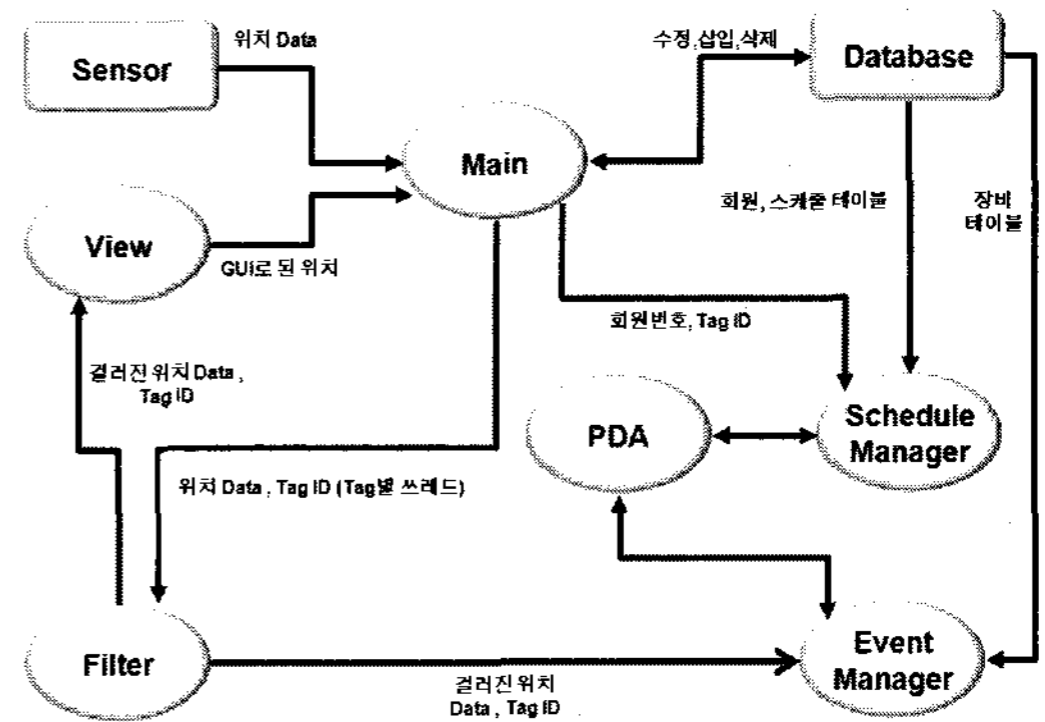 위치 Data
수정,삽입,삭제
Sensor
Database
Main
회원, 스케줄 테이블
장비
테이블
View
GUI로 된 위치
회원번호, Tag ID
걸러진 위치 Data ,
Tag ID
PDA
Schedule
Manager
위치 Data , Tag ID (Tag별 쓰레드)
Filter
Event
Manager
걸러진 위치
Data , Tag ID